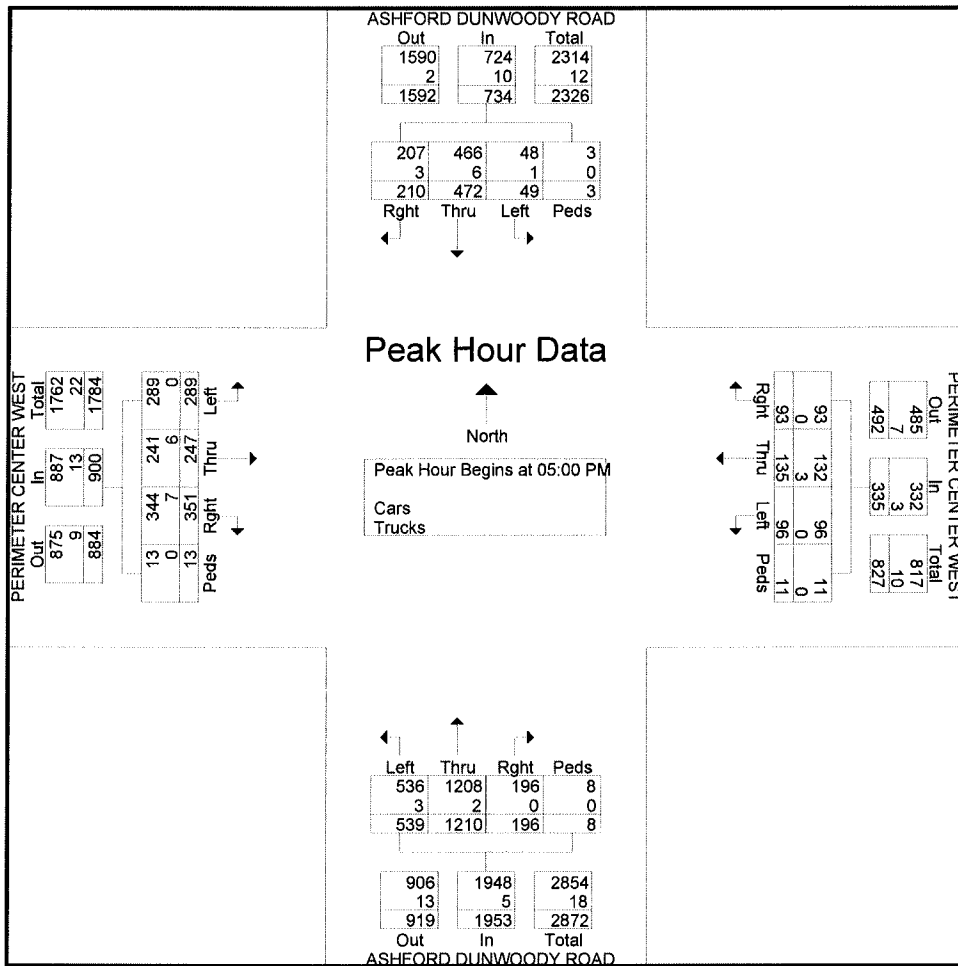 ASHFORD DUNWOODY ROAD
Out In Total
1590 724 2314
2 10 12
1592 734 2326
207 466 48 3
3 6 1 0
210 472 49 3
Rght Thru Left Peds
Peak Hour Data
North
Peak Hour Begins at 05:00 PM
Cars
Trucks
PERIMETER CENTER WEST
Out In Total
875 887 1762
9 13 22
884 900 1784
13 344 241 289
0 7 6 0
13 351 247 289
Peds Rght Thru Left
PERIMETER CENTER WEST
Out In Total
485 332 817
7 3 10
492 335 827
93 132 96 11
0 3 0 0
93 135 96 11
Rght Thru Left Peds
Left Thru Rght Peds
536 1208 196 8
3 2 0 0
539 1210 196 8
906 1948 2854
13 5 18
919 1953 2872
Out In Total
ASHFORD DUNWOODY ROAD